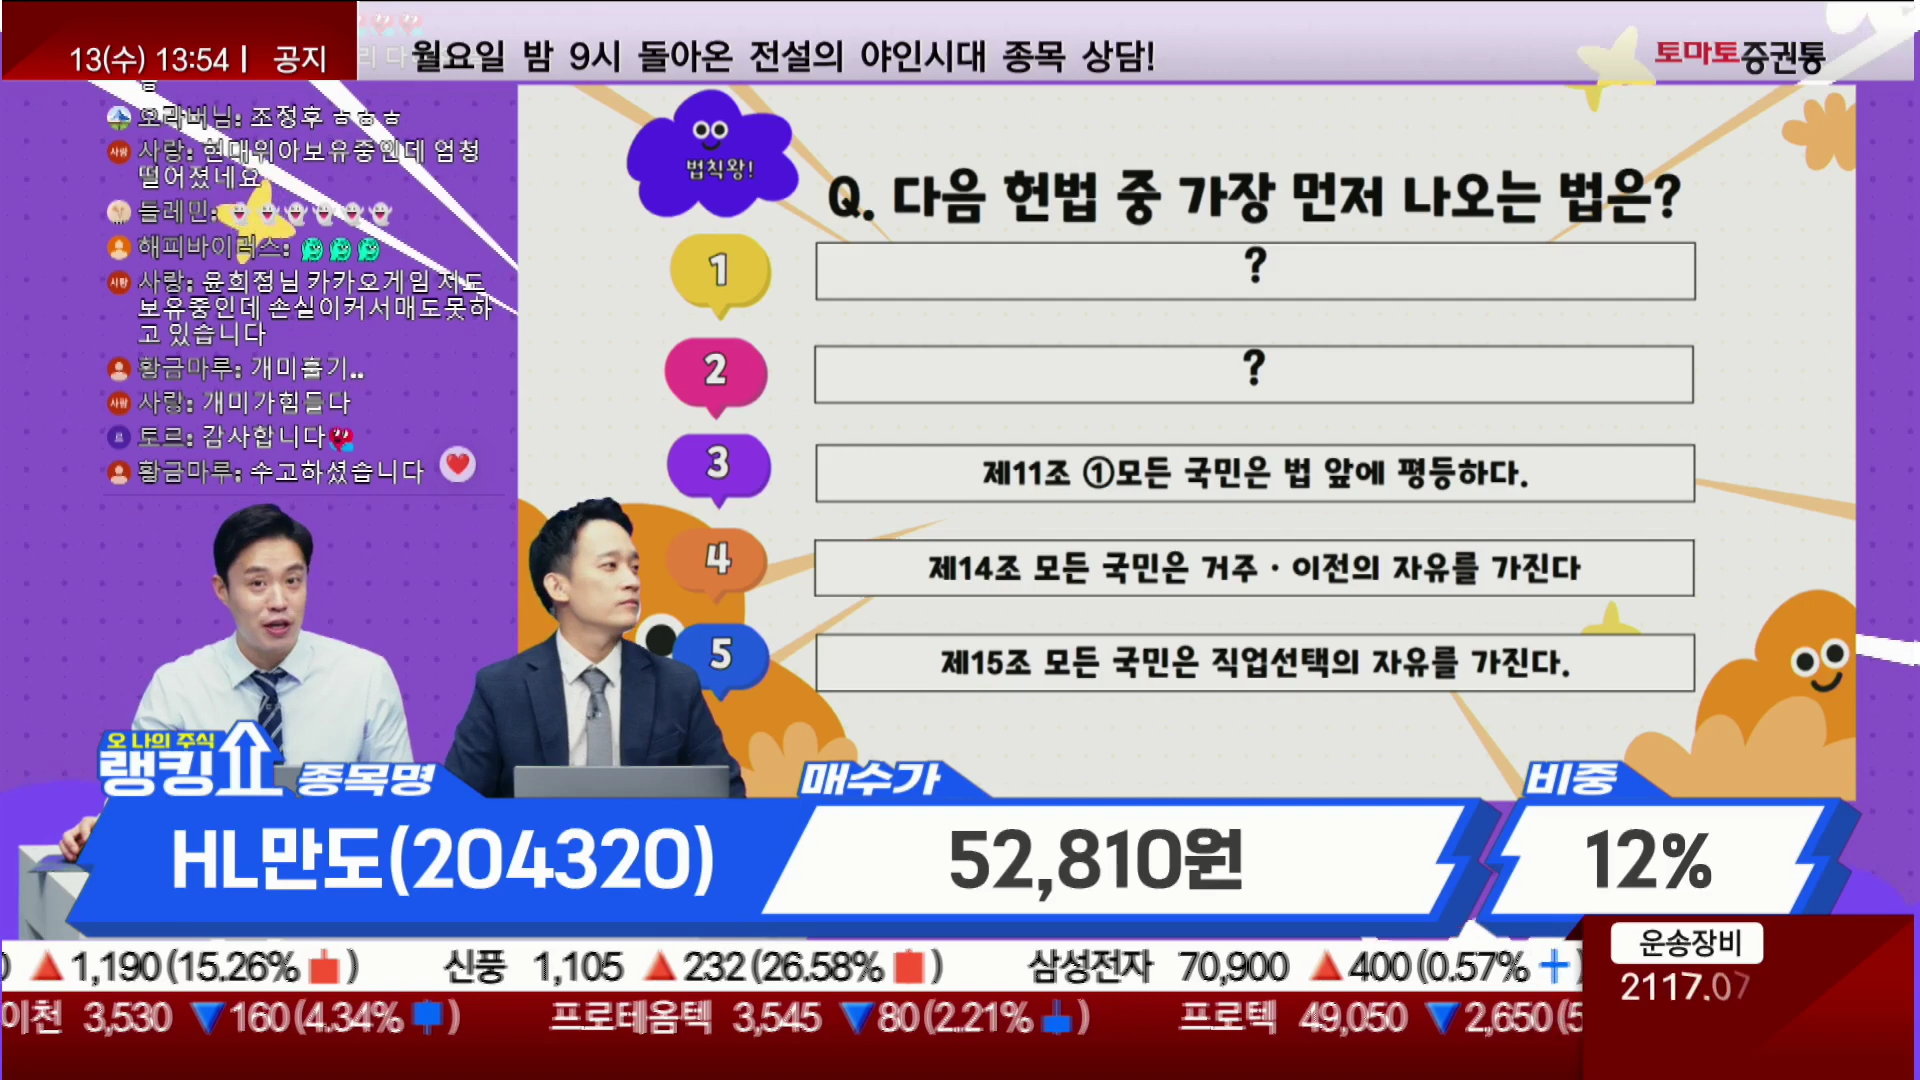 13(수) 13:54 | 공지
월요일 밤 9시 돌아온 전설의 야인시대 종목 상담!
토마토증권통
오라버님: 조정후 ㅎㅎㅎ
사랑: 현대위아보유중인데 엄청
떨어졌네요
들레민:
해피바이러스:
사랑: 윤희점님 카카오게임 저도
보유중인데 손실이커서매도못하
고 있습니다
황금마루: 개미훌기..
사랑: 개미가힘들다
토르: 감사합니다
황금마루: 수고하셨습니다
법칙왕!
Q. 다음 헌법 중 가장 먼저 나오는 법은?
1 ?
2 ?
3 제11조 ①모든 국민은 법 앞에 평등하다.
4 제14조 모든 국민은 거주·이전의 자유를 가진다
5 제15조 모든 국민은 직업선택의 자유를 가진다.
오 나의 주식
랭킹쇼
종목명 매수가 비중
HL만도(204320) 52,810원 12%
▲1,190(15.26% ) 신풍 1,105 ▲232(26.58% ) 삼성전자 70,900 ▲400(0.57% )
이천 3,530 ▼160(4.34% ) 프로테옴텍 3,545 ▼80(2.21% ) 프로텍 49,050 ▼2,650(5
운송장비
2117.07